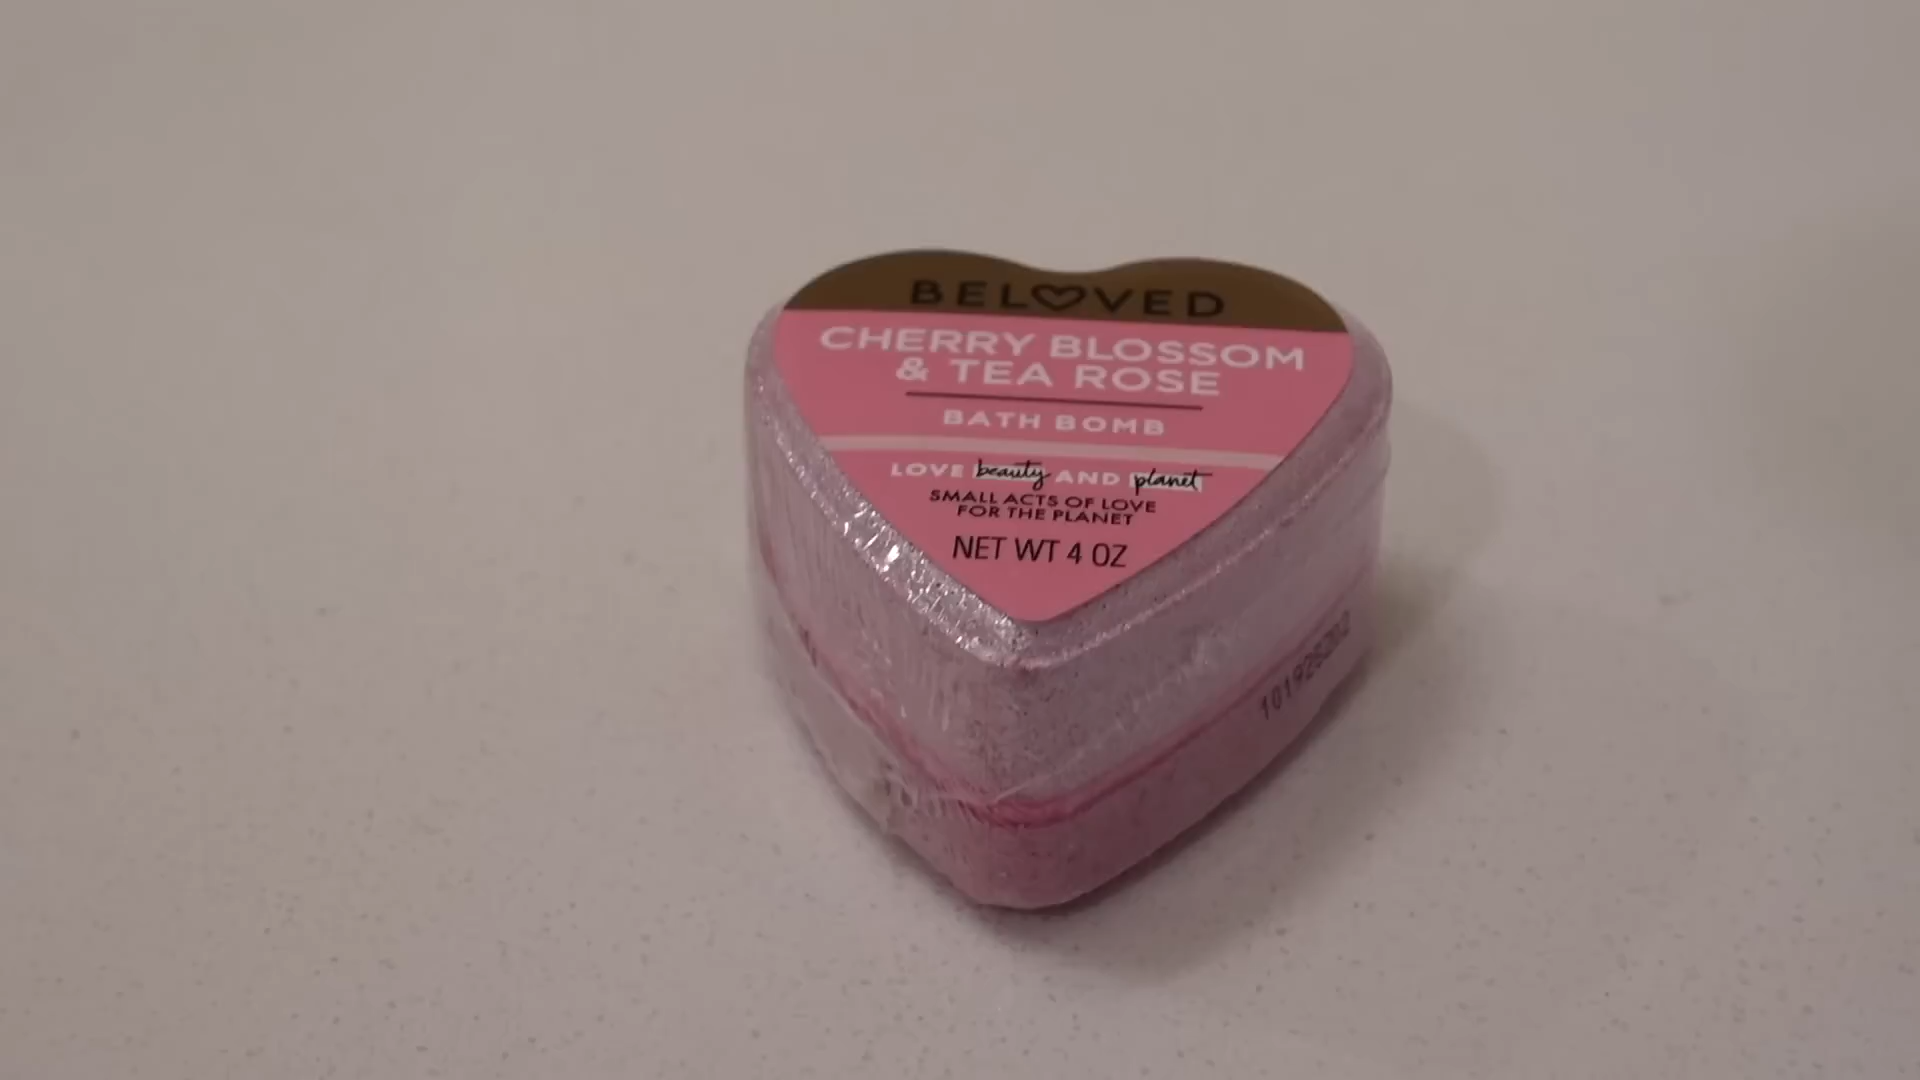 BELOVED
CHERRY BLOSSOM
& TEA ROSE
BATH BOMB
LOVE beauty AND planet
SMALL ACTS OF LOVE
FOR THE PLANET
NET WT 4 OZ